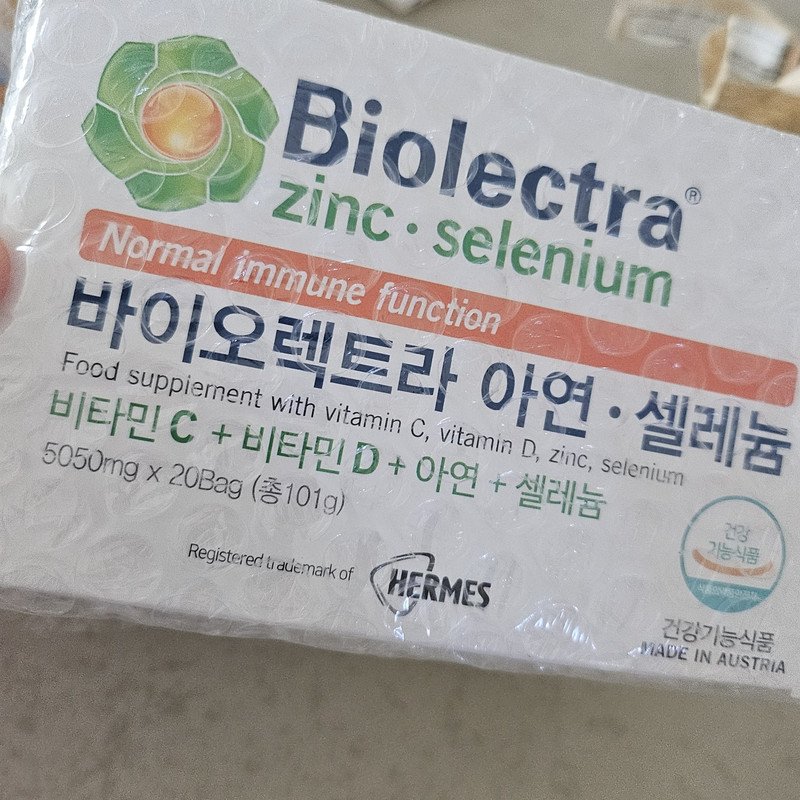 Biolectra®
zinc · selenium
Normal immune function
바이오렉트라 아연 · 셀레늄
Food supplement with vitamin C, vitamin D, zinc, selenium
비타민 C + 비타민 D + 아연 + 셀레늄
5050mg x 20Bag (총101g)
Registered trademark of HERMES
건강
기능식품
건강기능식품
MADE IN AUSTRIA